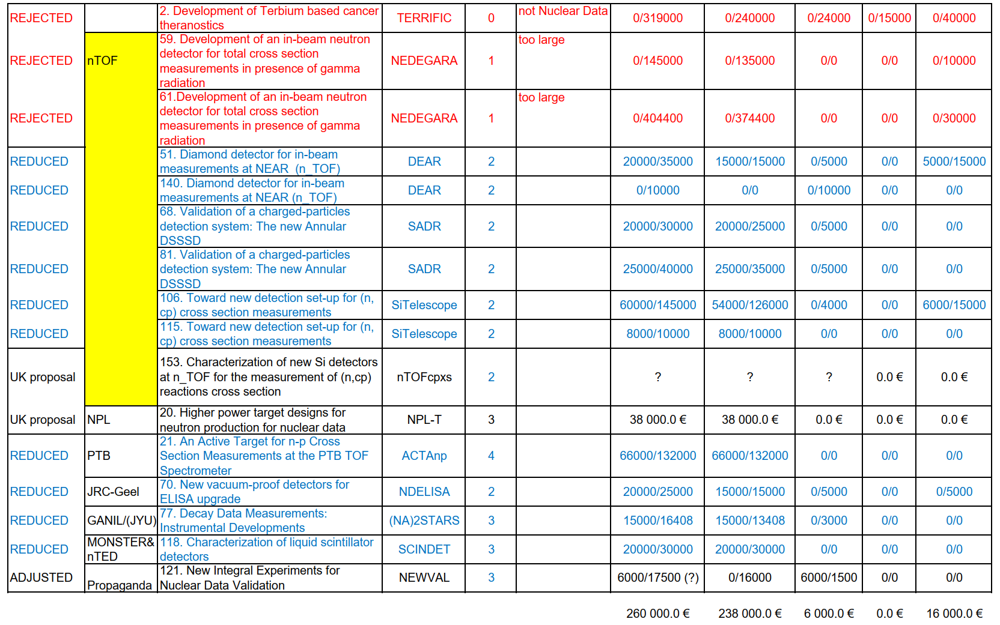 REJECTED 2. Development of Terbium based cancer theranostics TERRIFIC 0 not Nuclear Data 0/319000 0/240000 0/24000 0/15000 0/40000
REJECTED nTOF 59. Development of an in-beam neutron detector for total cross section measurements in presence of gamma radiation NEDEGARA 1 too large 0/145000 0/135000 0/0 0/0 0/10000
REJECTED 61.Development of an in-beam neutron detector for total cross section measurements in presence of gamma radiation NEDEGARA 1 too large 0/404400 0/374400 0/0 0/0 0/30000
REDUCED 51. Diamond detector for in-beam measurements at NEAR (n_TOF) DEAR 2 20000/35000 15000/15000 0/5000 0/0 5000/15000
REDUCED 140. Diamond detector for in-beam measurements at NEAR (n_TOF) DEAR 2 0/10000 0/0 0/10000 0/0 0/0
REDUCED 68. Validation of a charged-particles detection system: The new Annular DSSSD SADR 2 20000/30000 20000/25000 0/5000 0/0 0/0
REDUCED 81. Validation of a charged-particles detection system: The new Annular DSSSD SADR 2 25000/40000 25000/35000 0/5000 0/0 0/0
REDUCED 106. Toward new detection set-up for (n, cp) cross section measurements SiTelescope 2 60000/145000 54000/126000 0/4000 0/0 6000/15000
REDUCED 115. Toward new detection set-up for (n, cp) cross section measurements SiTelescope 2 8000/10000 8000/10000 0/0 0/0 0/0
UK proposal 153. Characterization of new Si detectors at n_TOF for the measurement of (n,cp) reactions cross section nTOFcpxs 2 ? ? ? 0.0 € 0.0 €
UK proposal NPL 20. Higher power target designs for neutron production for nuclear data NPL-T 3 38 000.0 € 38 000.0 € 0.0 € 0.0 € 0.0 €
REDUCED PTB 21. An Active Target for n-p Cross Section Measurements at the PTB TOF Spectrometer ACTAnp 4 66000/132000 66000/132000 0/0 0/0 0/0
REDUCED JRC-Geel 70. New vacuum-proof detectors for ELISA upgrade NDELISA 2 20000/25000 15000/15000 0/5000 0/0 0/5000
REDUCED GANIL/(JYU) 77. Decay Data Measurements: Instrumental Developments (NA)2STARS 3 15000/16408 15000/13408 0/3000 0/0 0/0
REDUCED MONSTER& nTED 118. Characterization of liquid scintillator detectors SCINDET 3 20000/30000 20000/30000 0/0 0/0 0/0
ADJUSTED Propaganda 121. New Integral Experiments for Nuclear Data Validation NEWVAL 3 6000/17500 (?) 0/16000 6000/1500 0/0 0/0
260 000.0 € 238 000.0 € 6 000.0 € 0.0 € 16 000.0 €